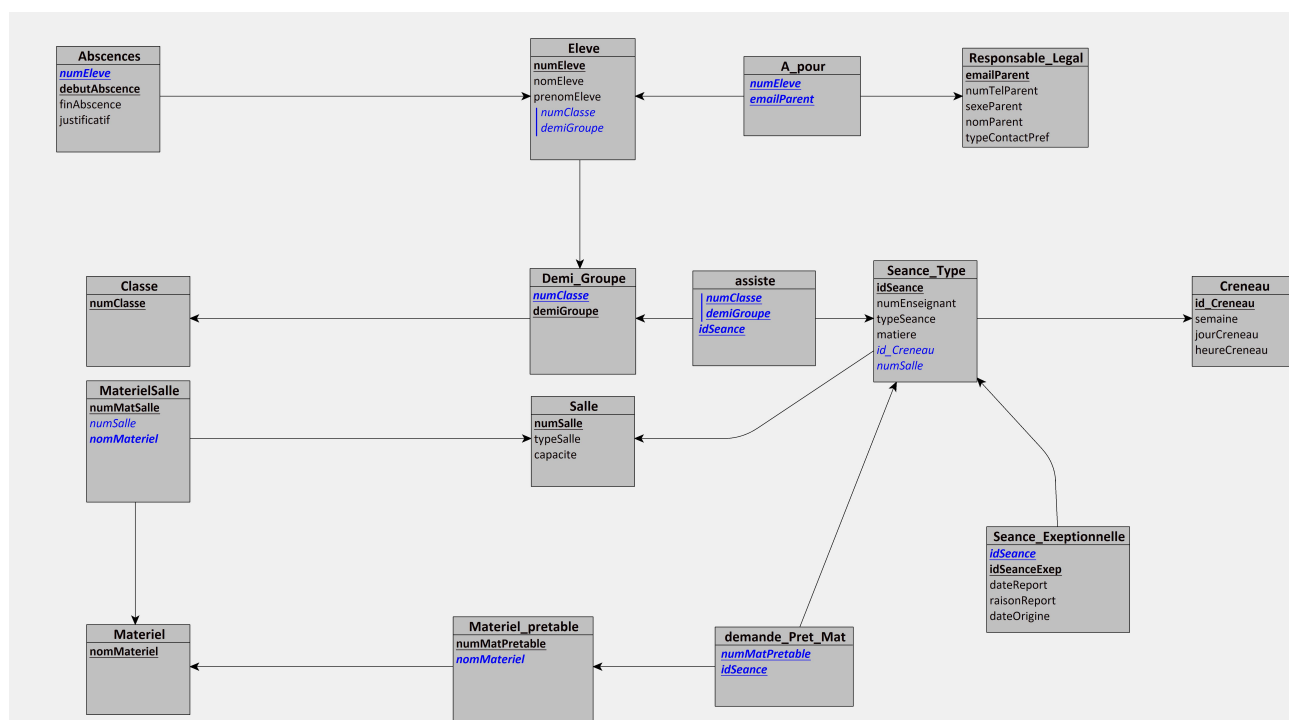 Abscences
numEleve
debutAbscence
finAbscence
justificatif
Eleve
numEleve
nomEleve
prenomEleve
numClasse
demiGroupe
A_pour
numEleve
emailParent
Responsable_Legal
emailParent
numTelParent
sexeParent
nomParent
typeContactPref
Classe
numClasse
Demi_Groupe
numClasse
demiGroupe
assiste
numClasse
demiGroupe
idSeance
Seance_Type
idSeance
numEnseignant
typeSeance
matiere
id_Creneau
numSalle
Creneau
id_Creneau
semaine
jourCreneau
heureCreneau
MaterielSalle
numMatSalle
numSalle
nomMateriel
Salle
numSalle
typeSalle
capacite
Seance_Exeptionnelle
idSeance
idSeanceExep
dateReport
raisonReport
dateOrigine
Materiel
nomMateriel
Materiel_pretable
numMatPretable
nomMateriel
demande_Pret_Mat
numMatPretable
idSeance